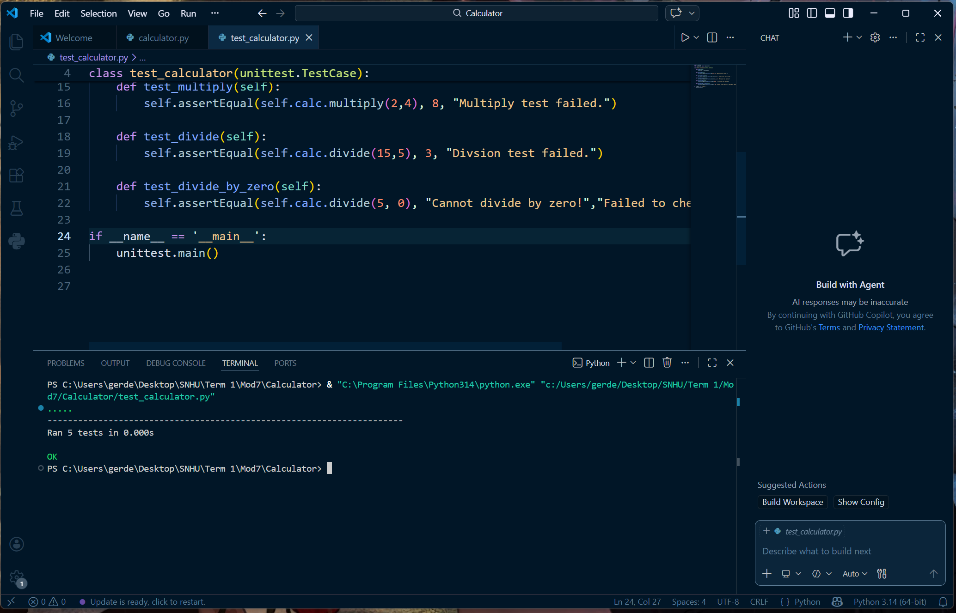 File Edit Selection View Go Run ··· Calculator
Welcome calculator.py test_calculator.py CHAT
test_calculator.py > ...
4 class test_calculator(unittest.TestCase):
15 def test_multiply(self):
16 self.assertEqual(self.calc.multiply(2,4), 8, "Multiply test failed.")
17
18 def test_divide(self):
19 self.assertEqual(self.calc.divide(15,5), 3, "Divsion test failed.")
20
21 def test_divide_by_zero(self):
22 self.assertEqual(self.calc.divide(5, 0), "Cannot divide by zero!","Failed to che
23
24 if __name__ == '__main__':
25 unittest.main()
26
27
Build with Agent
AI responses may be inaccurate
By continuing with GitHub Copilot, you agree
to GitHub's Terms and Privacy Statement.
PROBLEMS OUTPUT DEBUG CONSOLE TERMINAL PORTS Python
PS C:\Users\gerde\Desktop\SNHU\Term 1\Mod7\Calculator> & "C:\Program Files\Python314\python.exe" "c:/Users/gerde/Desktop/SNHU/Term 1/Mo
d7/Calculator/test_calculator.py"
.....
----------------------------------------------------------------------
Ran 5 tests in 0.000s
OK
PS C:\Users\gerde\Desktop\SNHU\Term 1\Mod7\Calculator>
Suggested Actions
Build Workspace Show Config
test_calculator.py
Describe what to build next
Auto
1
0 0 Update is ready, click to restart. Ln 24, Col 27 Spaces: 4 UTF-8 CRLF { } Python Python 3.14 (64-bit)